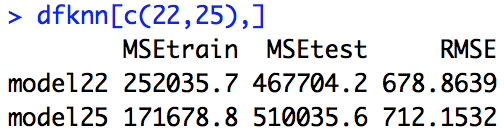 > dfknn[c(22,25),]
MSEtrain MSEtest RMSE
model22 252035.7 467704.2 678.8639
model25 171678.8 510035.6 712.1532